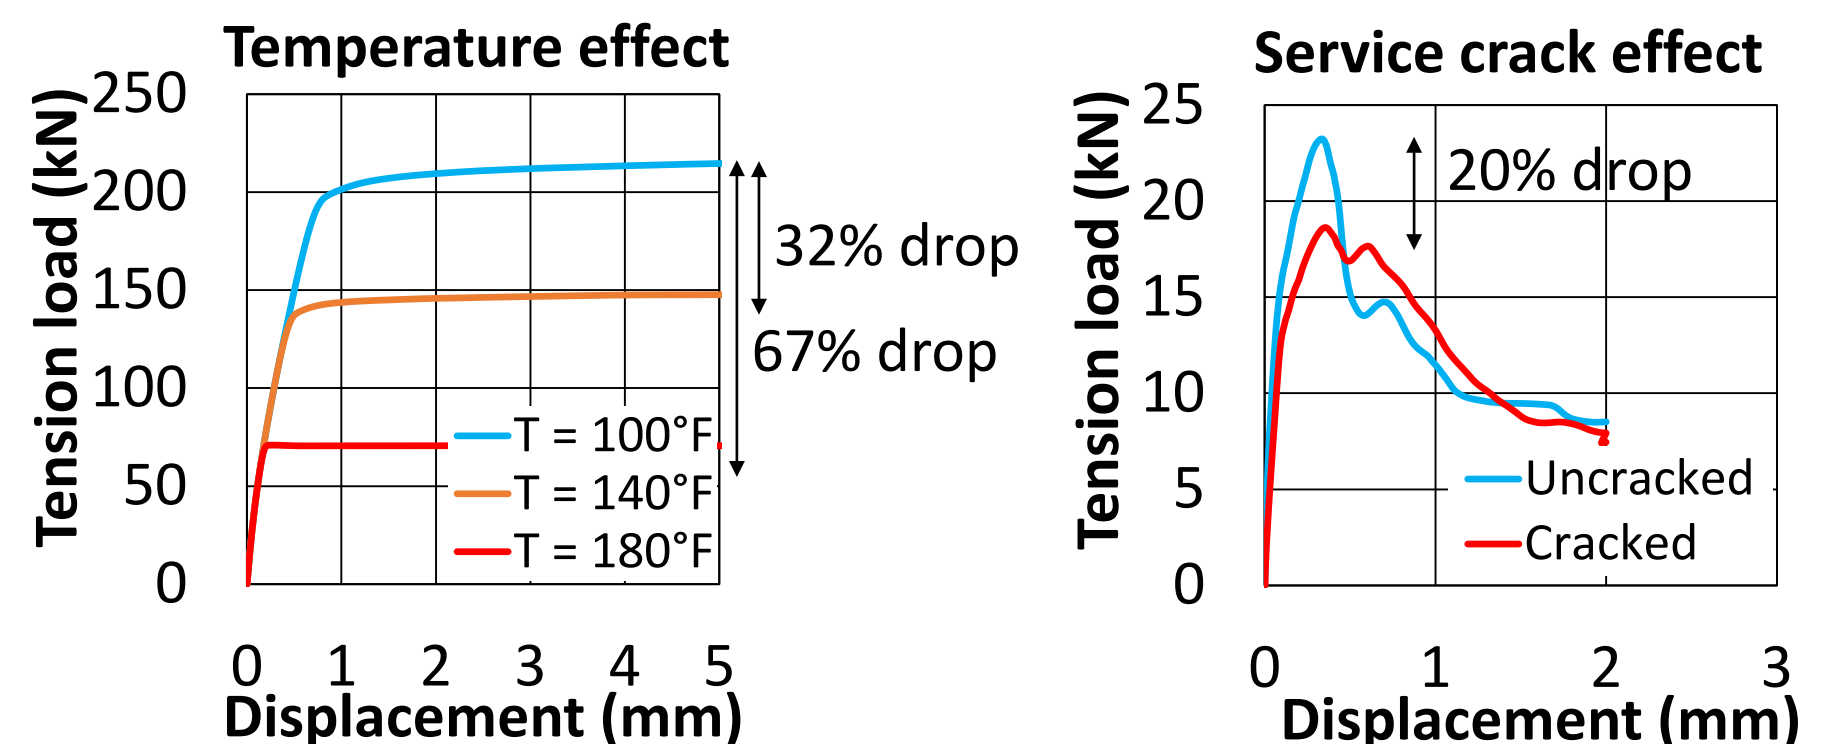 Temperature effect
Tension load (kN)
250
200
150
100
50
0
32% drop
67% drop
T = 100°F
T = 140°F
T = 180°F
0 1 2 3 4 5
Displacement (mm)
Service crack effect
Tension load (kN)
25
20
15
10
5
0
20% drop
Uncracked
Cracked
0 1 2 3
Displacement (mm)